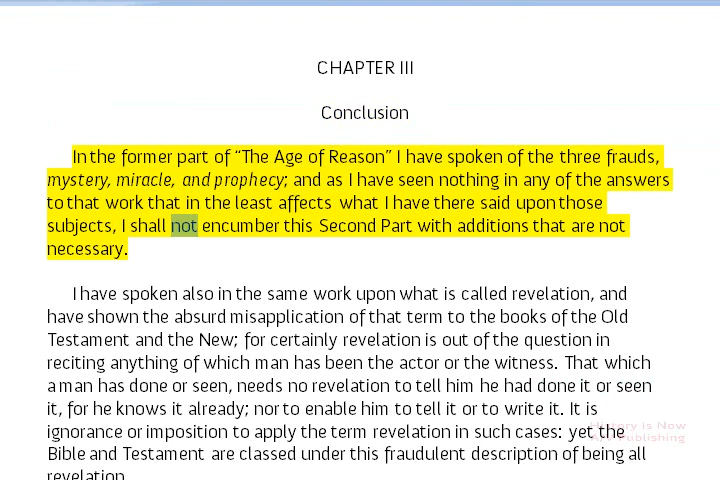 CHAPTER III
Conclusion
In the former part of “The Age of Reason” I have spoken of the three frauds,
mystery, miracle, and prophecy; and as I have seen nothing in any of the answers
to that work that in the least affects what I have there said upon those
subjects, I shall not encumber this Second Part with additions that are not
necessary.
I have spoken also in the same work upon what is called revelation, and
have shown the absurd misapplication of that term to the books of the Old
Testament and the New; for certainly revelation is out of the question in
reciting anything of which man has been the actor or the witness. That which
a man has done or seen, needs no revelation to tell him he had done it or seen
it, for he knows it already; nor to enable him to tell it or to write it. It is
ignorance or imposition to apply the term revelation in such cases: yet the
Bible and Testament are classed under this fraudulent description of being all
revelation.
History is Now
Publishing